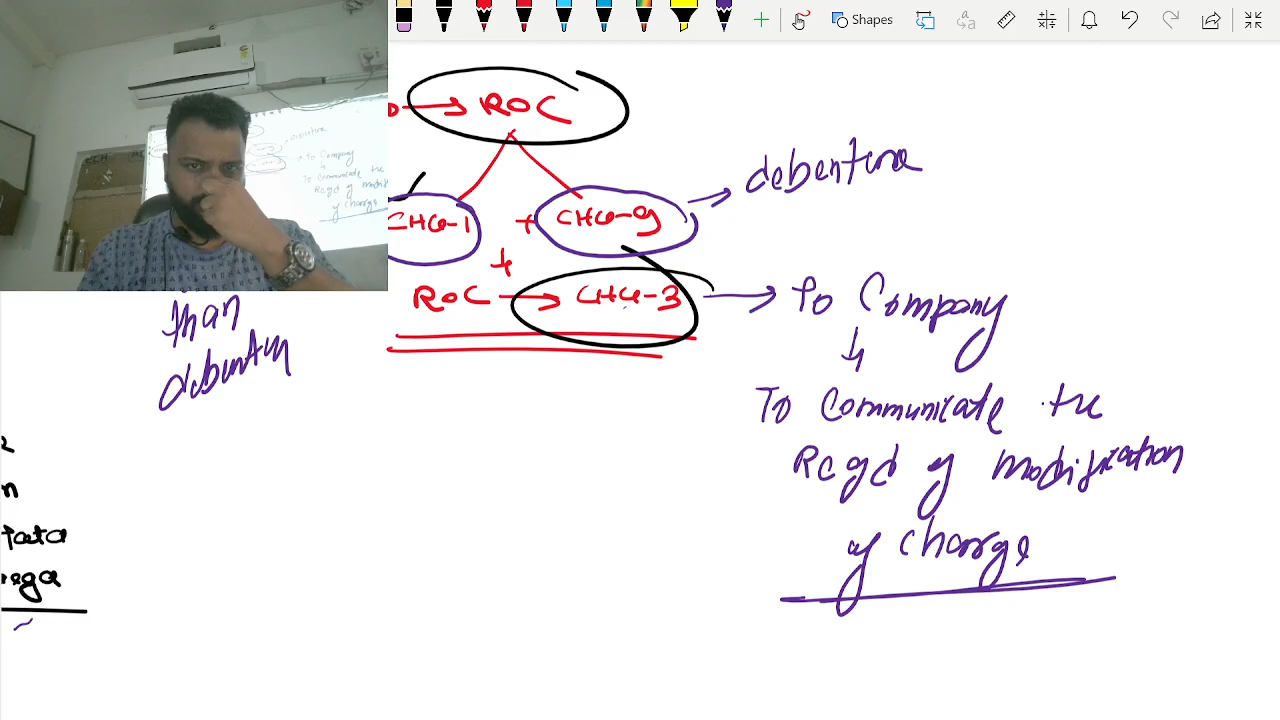 Shapes
→ ROC
debenture
CHG-1 + CHG-9
ROC → CHG-3 → To Company
than
debenture
To Communicate the
Regd of modification
of charge